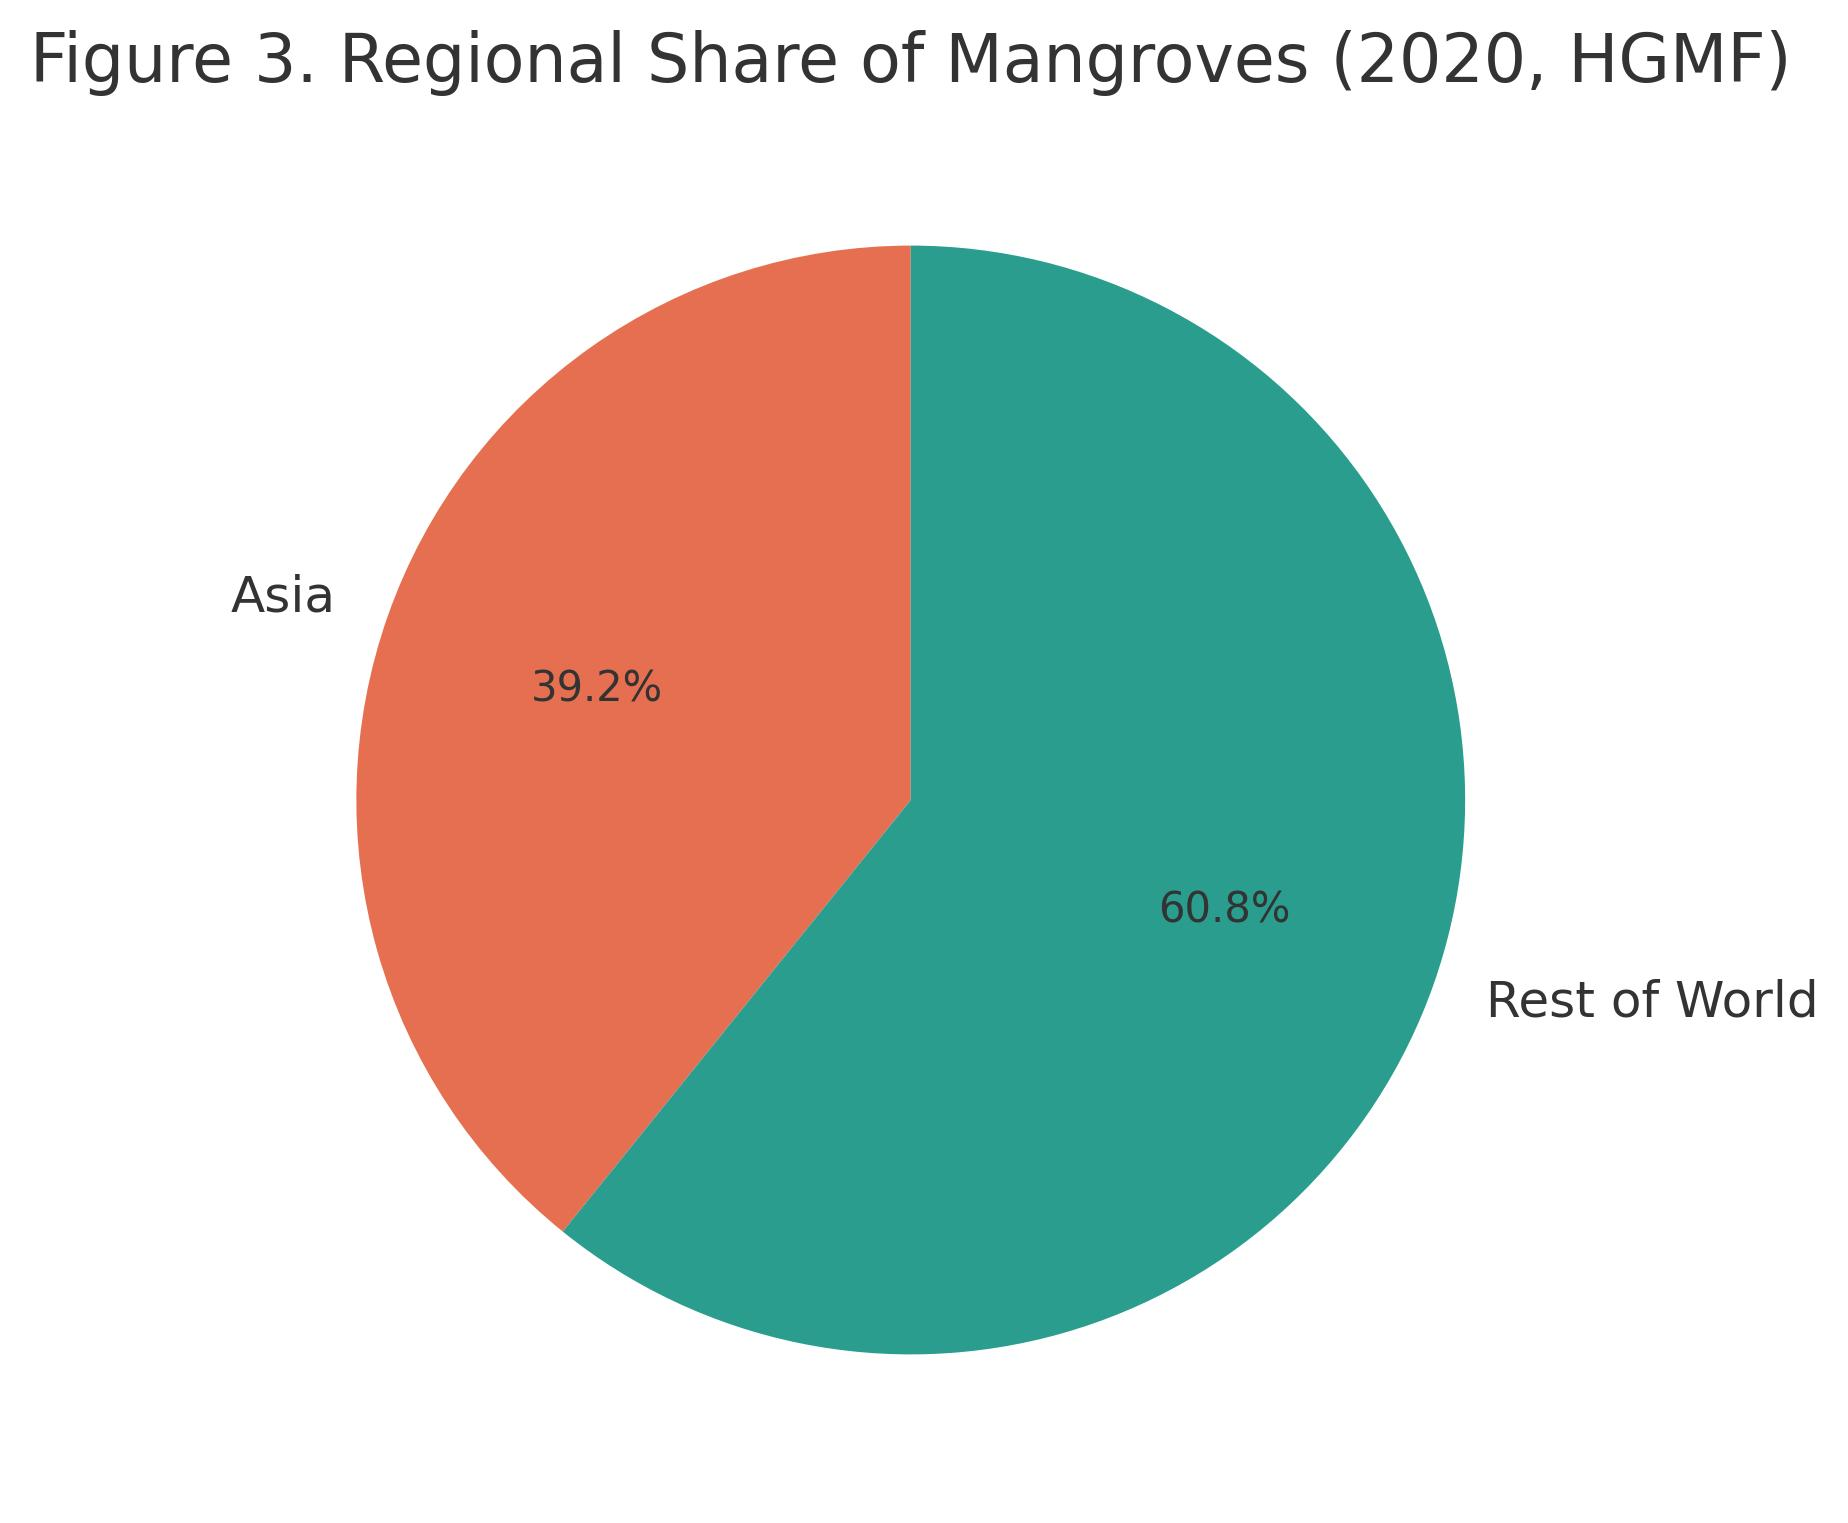 Figure 3. Regional Share of Mangroves (2020, HGMF)
Asia
39.2%
60.8%
Rest of World